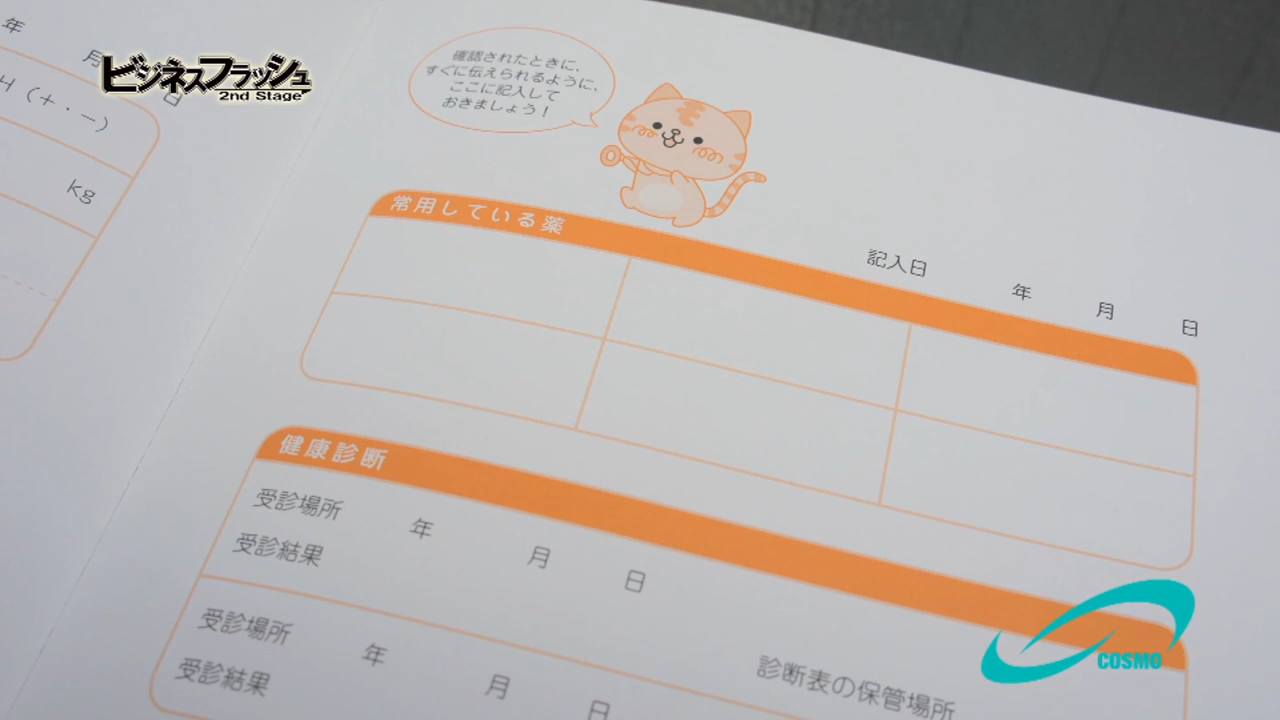 ビジネスフラッシュ
2nd Stage
年
月
日
(+・-)
kg
確認されたときに、
すぐに伝えられるように、
ここに記入して
おきましょう!
常用している薬
記入日 年 月 日
健康診断
受診場所 年 月 日
受診結果
受診場所 年 月 日
受診結果
診断表の保管場所
COSMO